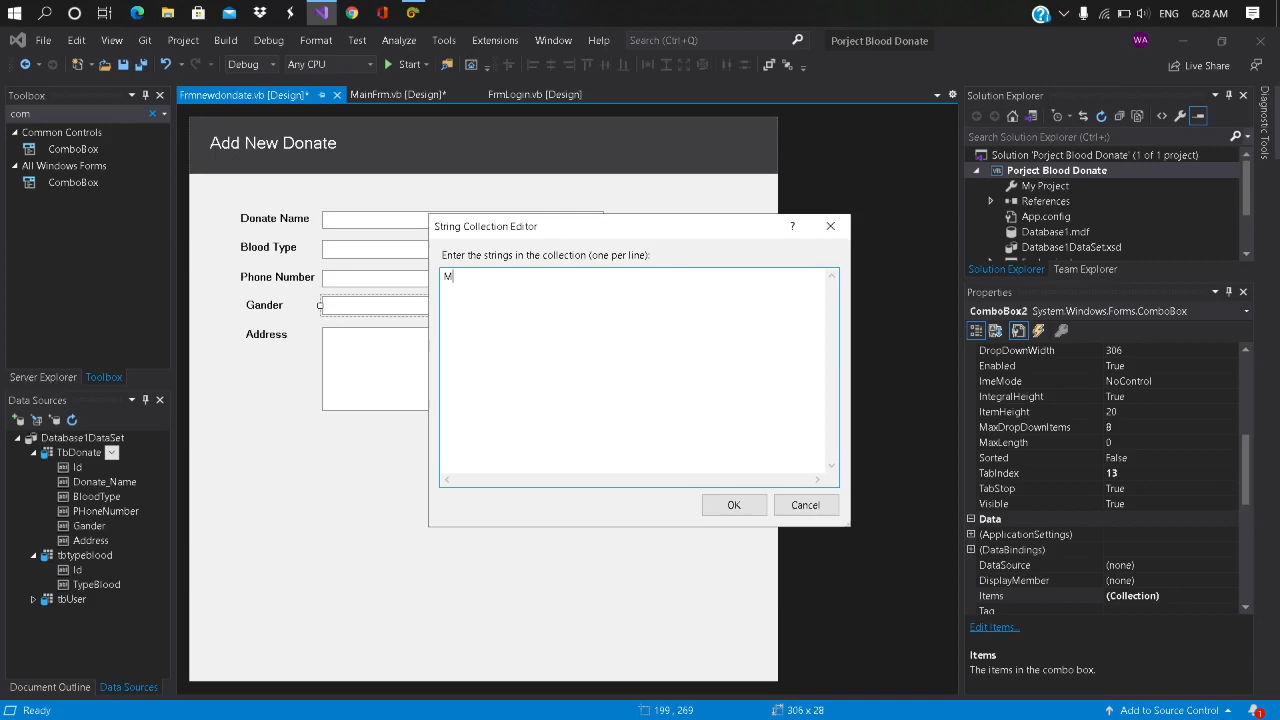 ENG
6:28 AM
File Edit View Git Project Build Debug Format Test Analyze Tools Extensions Window Help
Search (Ctrl+Q)
Porject Blood Donate
WA
Debug
Any CPU
Start
Live Share
Toolbox
com
Common Controls
ComboBox
All Windows Forms
ComboBox
Server Explorer Toolbox
Data Sources
Database1DataSet
TbDonate
Id
Donate_Name
BloodType
PHoneNumber
Gander
Address
tbtypeblood
Id
TypeBlood
tbUser
Document Outline Data Sources
Frmnewdondate.vb [Design]*
MainFrm.vb [Design]*
FrmLogin.vb [Design]
Add New Donate
Donate Name
Blood Type
Phone Number
Gander
Address
String Collection Editor
?
Enter the strings in the collection (one per line):
M
OK
Cancel
Solution Explorer
Search Solution Explorer (Ctrl+;)
Solution 'Porject Blood Donate' (1 of 1 project)
Porject Blood Donate
My Project
References
App.config
Database1.mdf
Database1DataSet.xsd
Solution Explorer Team Explorer
Diagnostic Tools
Properties
ComboBox2 System.Windows.Forms.ComboBox
DropDownWidth 306
Enabled True
ImeMode NoControl
IntegralHeight True
ItemHeight 20
MaxDropDownItems 8
MaxLength 0
Sorted False
TabIndex 13
TabStop True
Visible True
Data
(ApplicationSettings)
(DataBindings)
DataSource (none)
DisplayMember (none)
Items (Collection)
Tag
Edit Items...
Items
The items in the combo box.
Ready
199 , 269
306 x 28
Add to Source Control
1